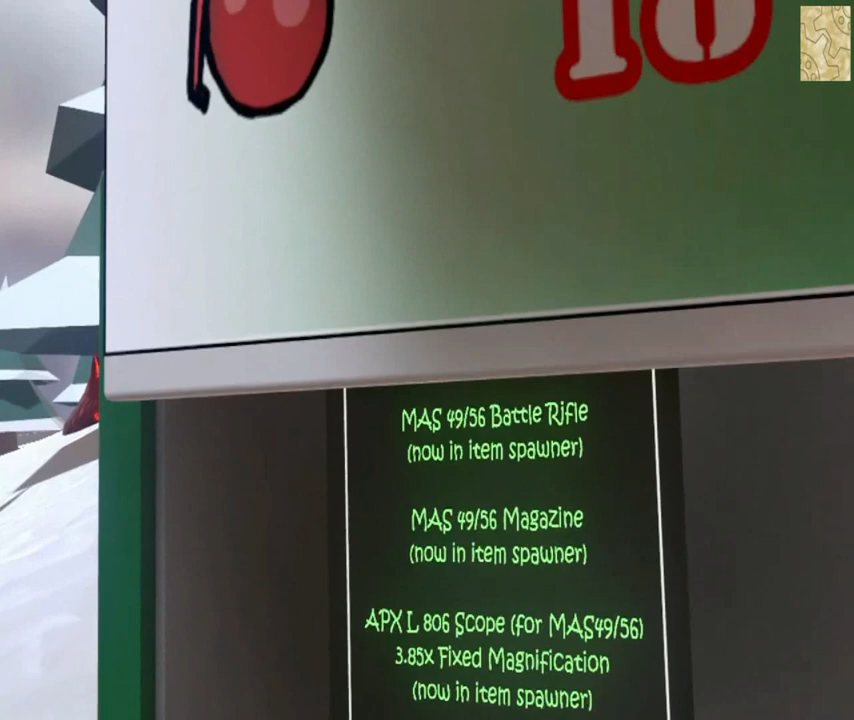 18
MAS 49/56 Battle Rifle
(now in item spawner)
MAS 49/56 Magazine
(now in item spawner)
APX L 806 Scope (for MAS49/56)
3.85x Fixed Magnification
(now in item spawner)